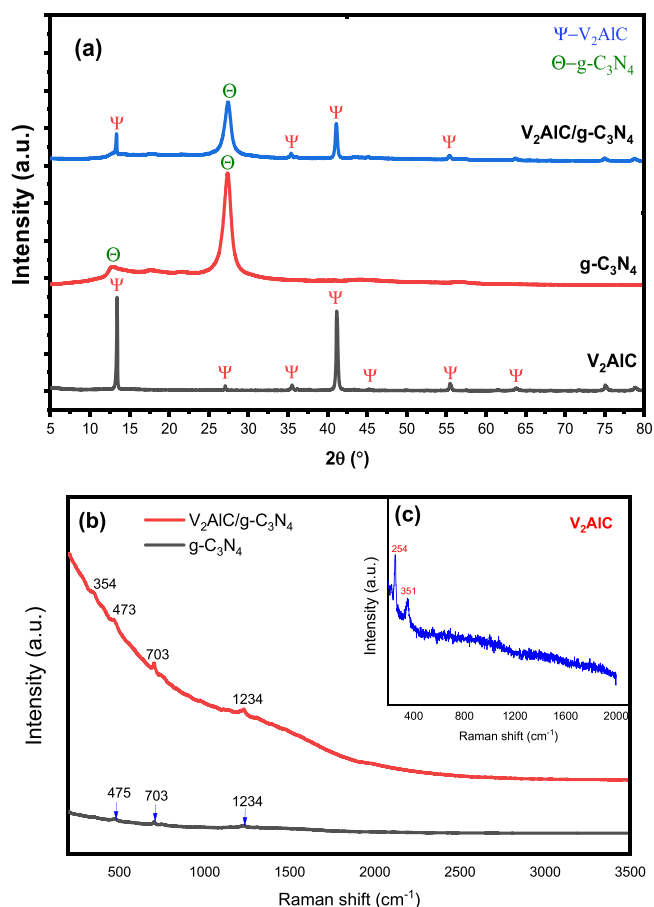 (a)
Ψ–V₂AlC
Θ–g-C₃N₄
Θ
Ψ
Ψ
Ψ
Ψ
V₂AlC/g-C₃N₄
Θ
Θ
g-C₃N₄
Ψ
Ψ
Ψ
Ψ
Ψ
Ψ
Ψ
V₂AlC
Intensity (a.u.)
5 10 15 20 25 30 35 40 45 50 55 60 65 70 75 80
2θ (°)
(b)
V₂AlC/g-C₃N₄
g-C₃N₄
354
473
703
1234
475
703
1234
Intensity (a.u.)
500 1000 1500 2000 2500 3000 3500
Raman shift (cm⁻¹)
(c)
V₂AlC
254
351
Intensity (a.u.)
400 800 1200 1600 2000
Raman shift (cm⁻¹)